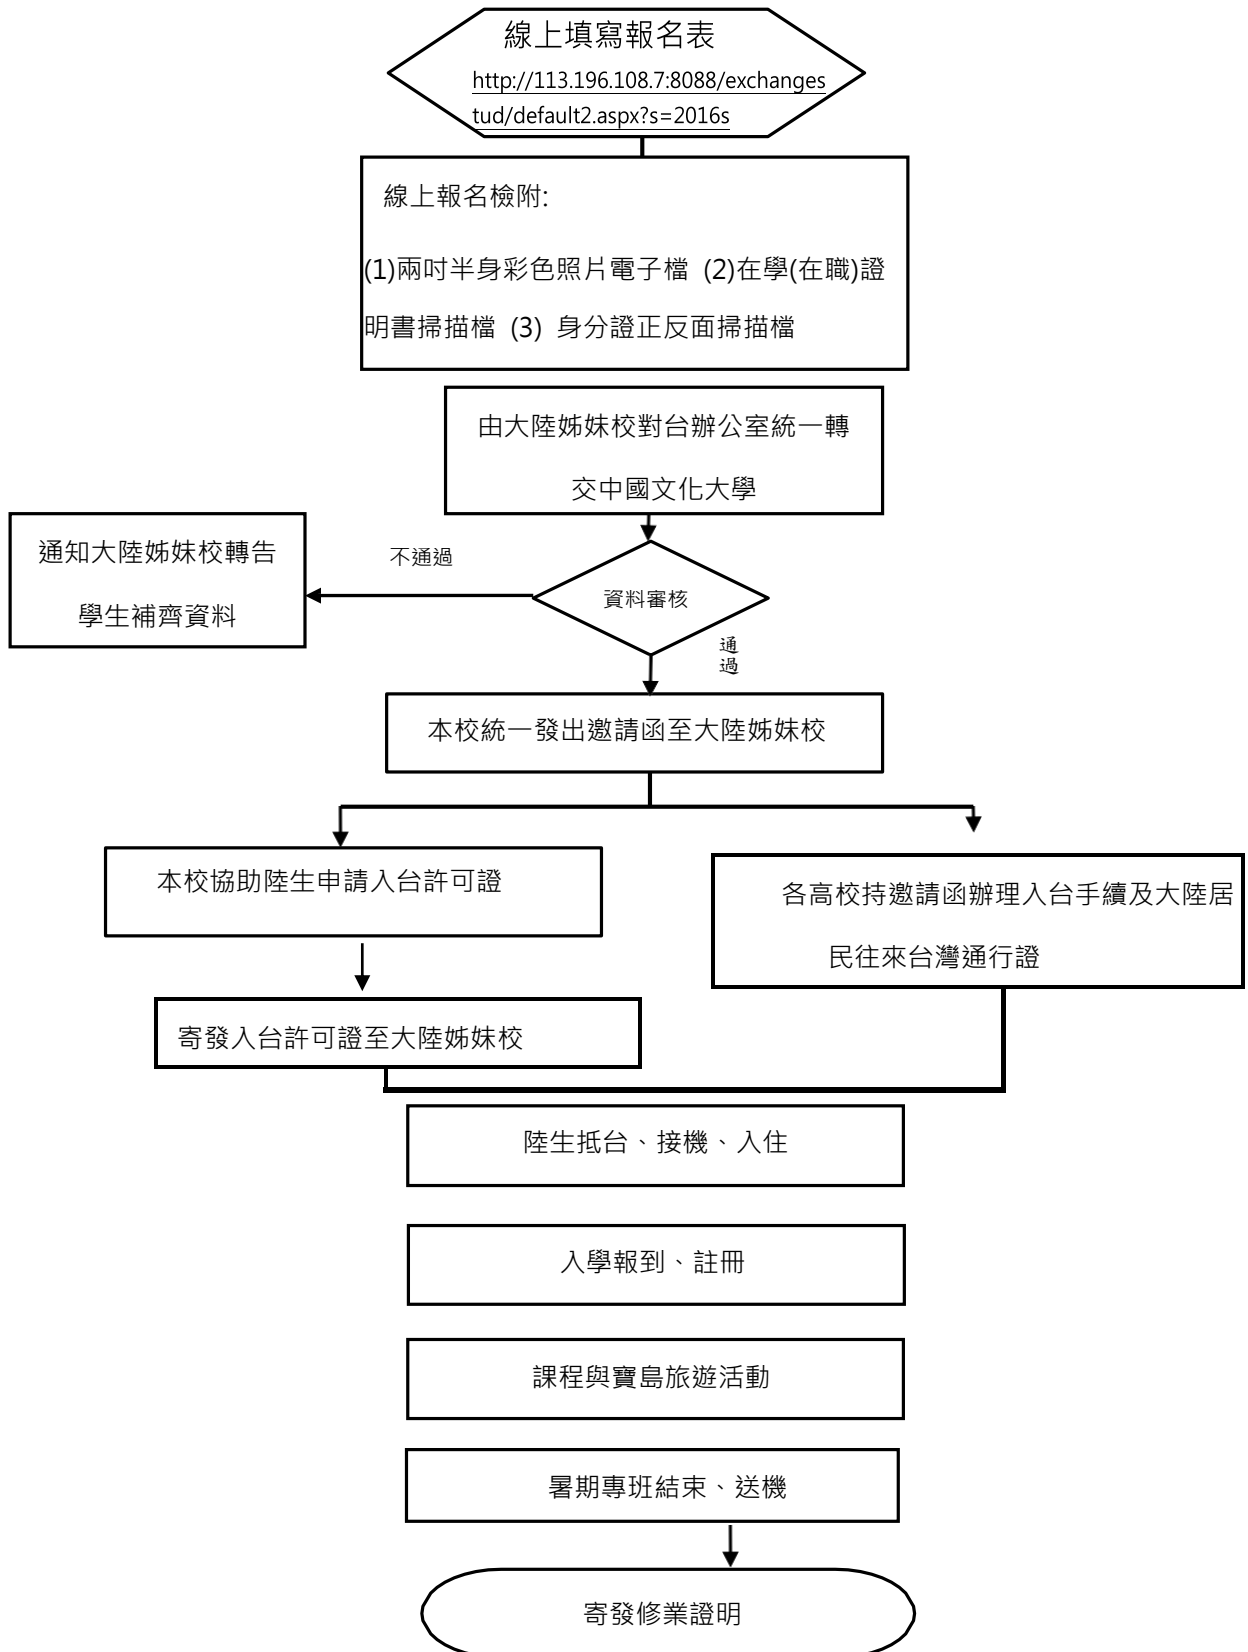 線上填寫報名表
http://113.196.108.7:8088/exchanges
tud/default2.aspx?s=2016s
線上報名檢附:
(1)兩吋半身彩色照片電子檔 (2)在學(在職)證
明書掃描檔 (3) 身分證正反面掃描檔
由大陸姊妹校對台辦公室統一轉
交中國文化大學
通知大陸姊妹校轉告
學生補齊資料
不通過
資料審核
通
過
本校統一發出邀請函至大陸姊妹校
本校協助陸生申請入台許可證
各高校持邀請函辦理入台手續及大陸居
民往來台灣通行證
寄發入台許可證至大陸姊妹校
陸生抵台、接機、入住
入學報到、註冊
課程與寶島旅遊活動
暑期專班結束、送機
寄發修業證明